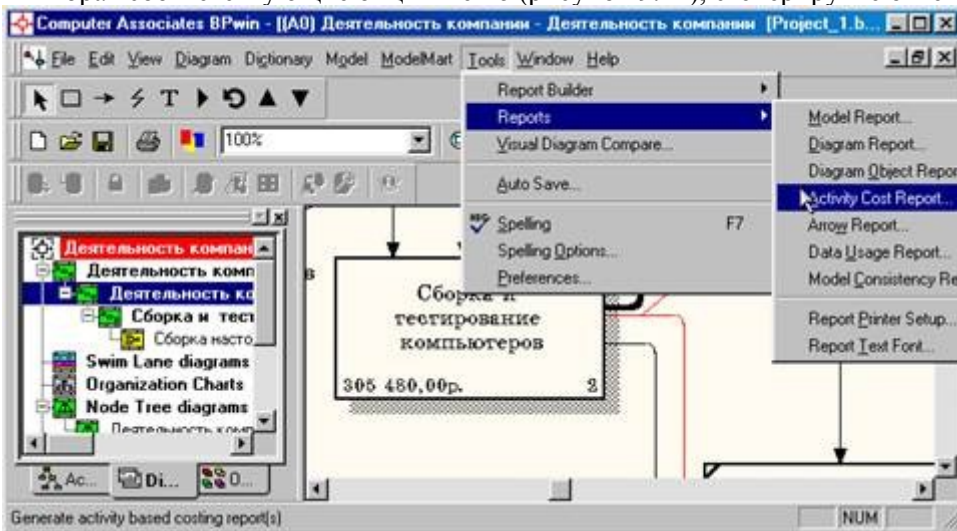 Computer Associates BPwin - [(A0) Деятельность компании - Деятельность компании [Project_1.b...
File Edit View Diagram Dictionary Model ModelMart Tools Window Help
100%
Report Builder
Reports
Visual Diagram Compare...
Auto Save...
Spelling F7
Spelling Options...
Preferences...
Model Report...
Diagram Report...
Diagram Object Repor
Activity Cost Report...
Arrow Report...
Data Usage Report...
Model Consistency Re
Report Printer Setup...
Report Text Font...
Деятельность компан
Деятельность комп
Деятельность ко
Сборка и тест
Сборка насто
Swim Lane diagrams
Organization Charts
Node Tree diagrams
Деятельность комп
Ac... Di... O...
Сборка и
тестирование
компьютеров
305 480,00р. 2
Generate activity based costing report(s)
NUM